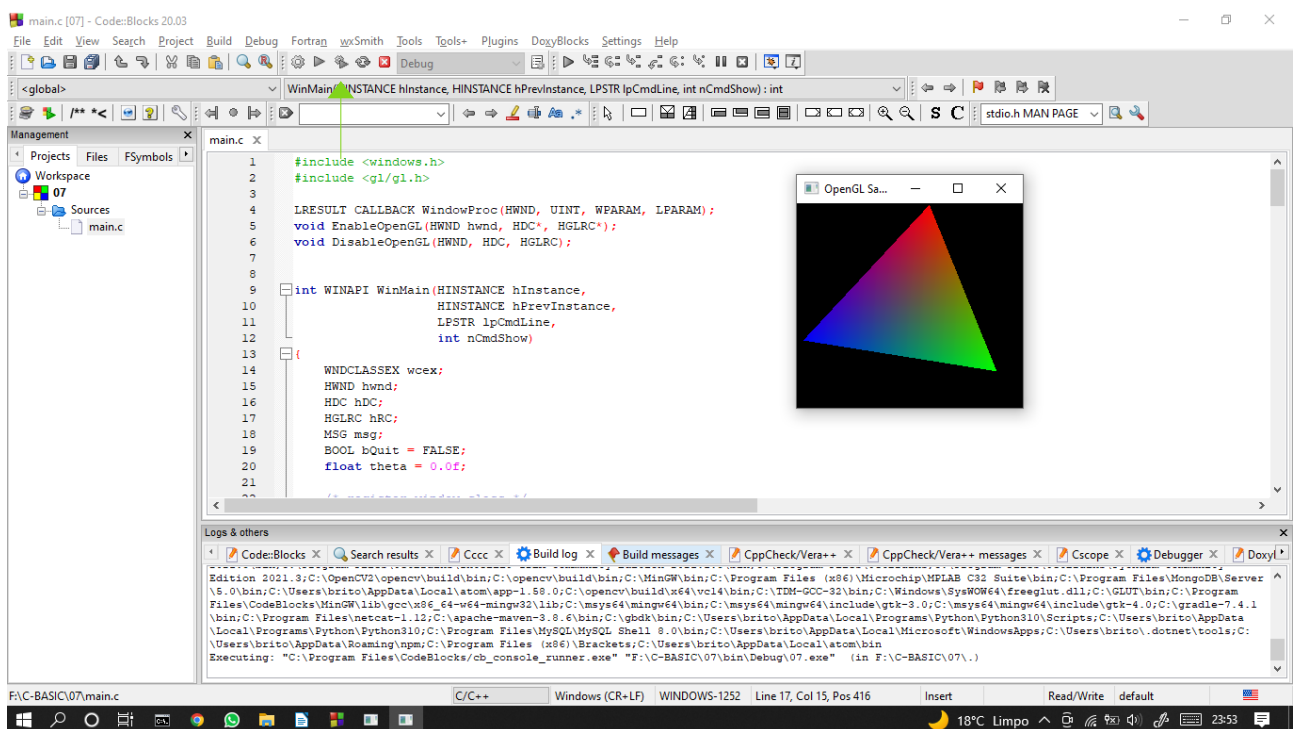 main.c [07] - Code::Blocks 20.03
File Edit View Search Project Build Debug Fortran wxSmith Tools Tools+ Plugins DoxyBlocks Settings Help
Debug
<global>
WinMain( INSTANCE hInstance, HINSTANCE hPrevInstance, LPSTR lpCmdLine, int nCmdShow) : int
/** *<
S C
stdio.h MAN PAGE
Management
Projects Files FSymbols
Workspace
07
Sources
main.c
main.c
1 #include <windows.h>
2 #include <gl/gl.h>
3
4 LRESULT CALLBACK WindowProc(HWND, UINT, WPARAM, LPARAM);
5 void EnableOpenGL(HWND hwnd, HDC*, HGLRC*);
6 void DisableOpenGL(HWND, HDC, HGLRC);
7
8
9 int WINAPI WinMain(HINSTANCE hInstance,
10 HINSTANCE hPrevInstance,
11 LPSTR lpCmdLine,
12 int nCmdShow)
13 {
14 WNDCLASSEX wcex;
15 HWND hwnd;
16 HDC hDC;
17 HGLRC hRC;
18 MSG msg;
19 BOOL bQuit = FALSE;
20 float theta = 0.0f;
21
OpenGL Sa...
Logs & others
Code::Blocks Search results Cccc Build log Build messages CppCheck/Vera++ CppCheck/Vera++ messages Cscope Debugger Doxyl
Edition 2021.3;C:\OpenCV2\opencv\build\bin;C:\opencv\build\bin;C:\MinGW\bin;C:\Program Files (x86)\Microchip\MPLAB C32 Suite\bin;C:\Program Files\MongoDB\Server
\5.0\bin;C:\Users\brito\AppData\Local\atom\app-1.58.0;C:\opencv\build\x64\vc14\bin;C:\TDM-GCC-32\bin;C:\Windows\SysWOW64\freeglut.dll;C:\GLUT\bin;C:\Program
Files\CodeBlocks\MinGW\lib\gcc\x86_64-w64-mingw32\lib;C:\msys64\mingw64\bin;C:\msys64\mingw64\include\gtk-3.0;C:\msys64\mingw64\include\gtk-4.0;C:\gradle-7.4.1
\bin;C:\Program Files\netcat-1.12;C:\apache-maven-3.8.6\bin;C:\gbdk\bin;C:\Users\brito\AppData\Local\Programs\Python\Python310\Scripts;C:\Users\brito\AppData
\Local\Programs\Python\Python310;C:\Program Files\MySQL\MySQL Shell 8.0\bin;C:\Users\brito\AppData\Local\Microsoft\WindowsApps;C:\Users\brito\.dotnet\tools;C:
\Users\brito\AppData\Roaming\npm;C:\Program Files (x86)\Brackets;C:\Users\brito\AppData\Local\atom\bin
Executing: "C:\Program Files\CodeBlocks/cb_console_runner.exe" "F:\C-BASIC\07\bin\Debug\07.exe" (in F:\C-BASIC\07\.)
F:\C-BASIC\07\main.c C/C++ Windows (CR+LF) WINDOWS-1252 Line 17, Col 15, Pos 416 Insert Read/Write default
18°C Limpo 23:53